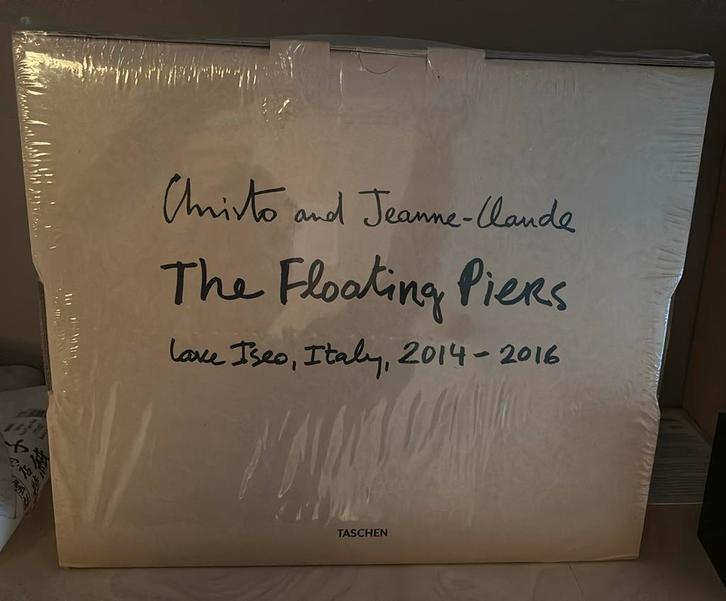 Christo and Jeanne-Claude
The Floating Piers
Lake Iseo, Italy, 2014 - 2016
TASCHEN